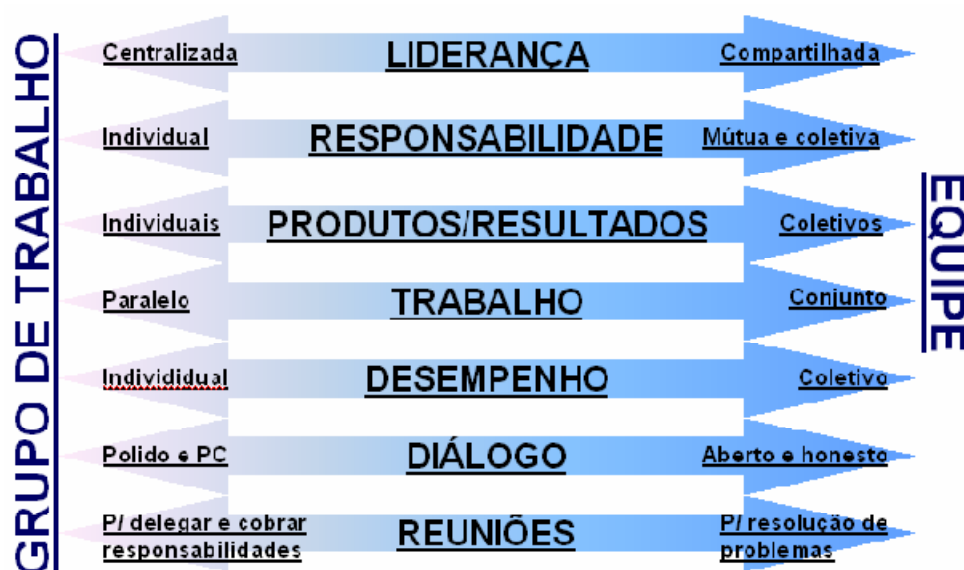 GRUPO DE TRABALHO
Centralizada LIDERANÇA Compartilhada
Individual RESPONSABILIDADE Mútua e coletiva
Individuais PRODUTOS/RESULTADOS Coletivos
Paralelo TRABALHO Conjunto
Individidual DESEMPENHO Coletivo
Polido e PC DIÁLOGO Aberto e honesto
P/ delegar e cobrar
responsabilidades
REUNIÕES
P/ resolução de
problemas
EQUIPE